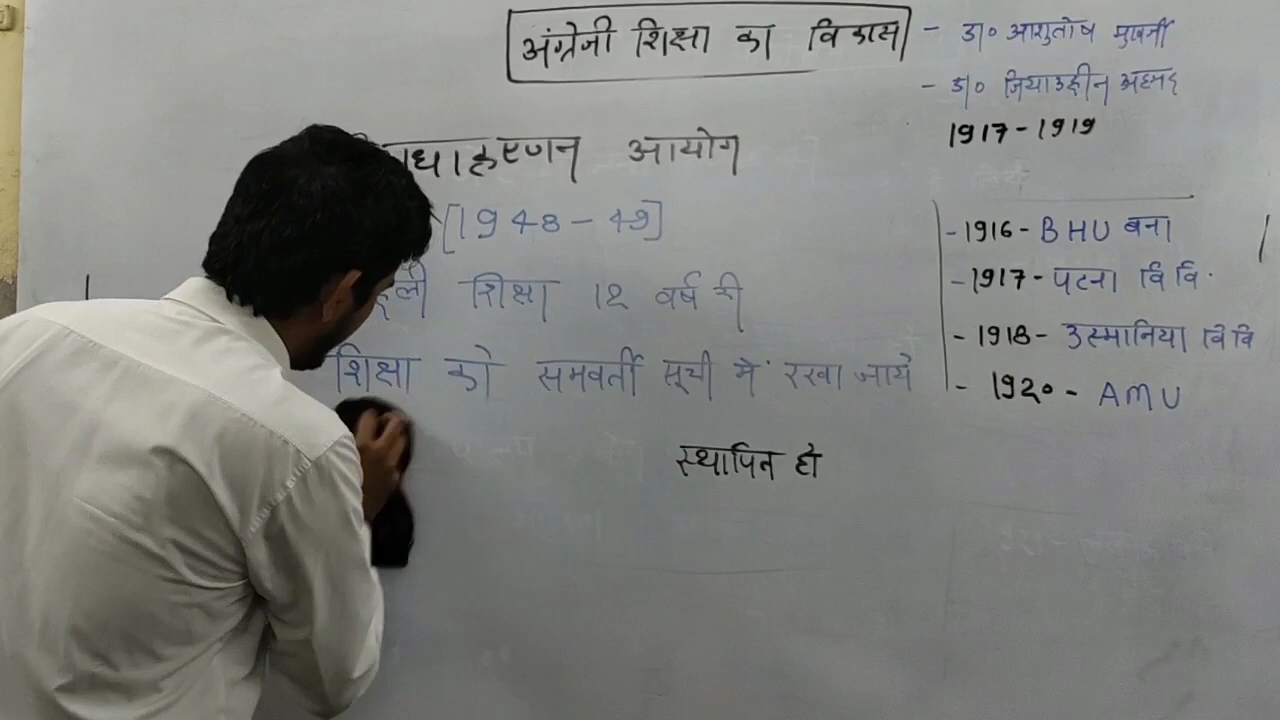 अंग्रेजी शिक्षा का विकास
- डा० आशुतोष मुखर्जी
- डा० जियाउद्दीन अहमद
1917-1919
आयोग
[1948-49]
शिक्षा 12 वर्ष की
शिक्षा को समवर्ती सूची में रखा जाये
स्थापित हो
- 1916 - BHU बना
- 1917 - पटना वि वि.
- 1918 - उस्मानिया वि वि
- 1920 - AMU